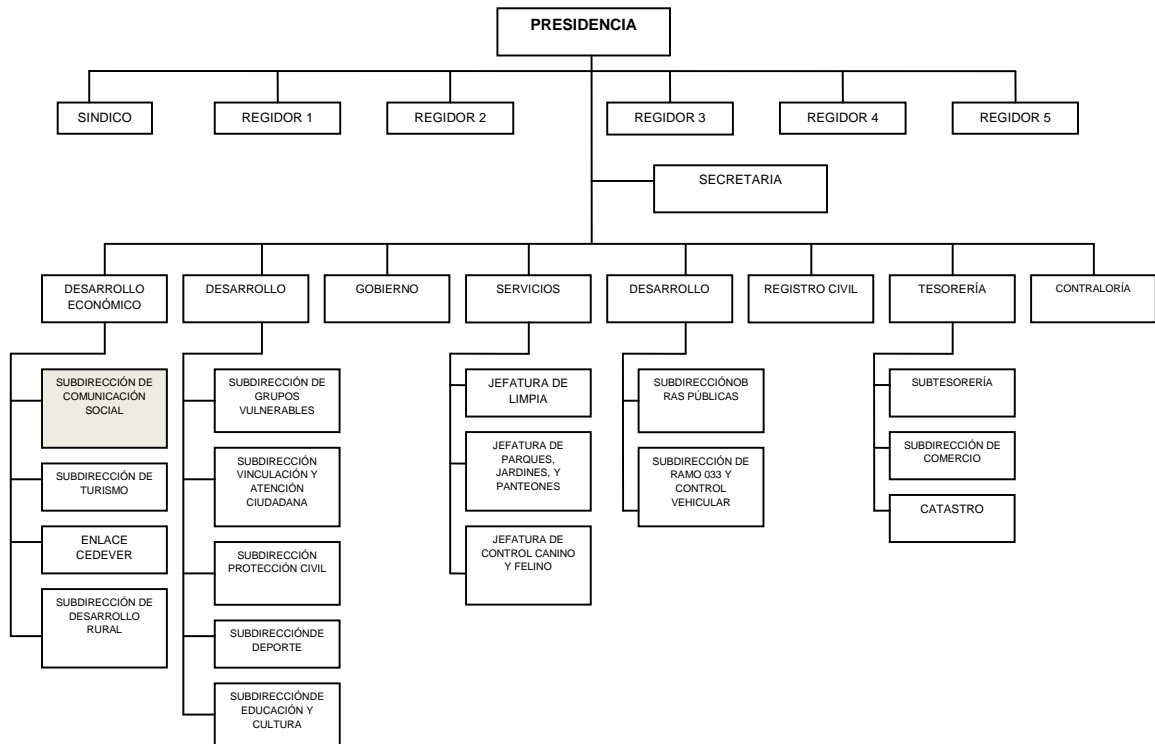 PRESIDENCIA
SINDICO
REGIDOR 1
REGIDOR 2
REGIDOR 3
REGIDOR 4
REGIDOR 5
SECRETARIA
DESARROLLO
ECONÓMICO
DESARROLLO
GOBIERNO
SERVICIOS
DESARROLLO
REGISTRO CIVIL
TESORERÍA
CONTRALORÍA
SUBDIRECCIÓN DE
COMUNICACIÓN
SOCIAL
SUBDIRECCIÓN DE
TURISMO
ENLACE
CEDEVER
SUBDIRECCIÓN DE
DESARROLLO
RURAL
SUBDIRECCIÓN DE
GRUPOS
VULNERABLES
SUBDIRECCIÓN
VINCULACIÓN Y
ATENCIÓN
CIUDADANA
SUBDIRECCIÓN
PROTECCIÓN CIVIL
SUBDIRECCIÓNDE
DEPORTE
SUBDIRECCIÓNDE
EDUCACIÓN Y
CULTURA
JEFATURA DE
LIMPIA
JEFATURA DE
PARQUES,
JARDINES, Y
PANTEONES
JEFATURA DE
CONTROL CANINO
Y FELINO
SUBDIRECCIÓNOB
RAS PÚBLICAS
SUBDIRECCIÓN DE
RAMO 033 Y
CONTROL
VEHICULAR
SUBTESORERÍA
SUBDIRECCIÓN DE
COMERCIO
CATASTRO